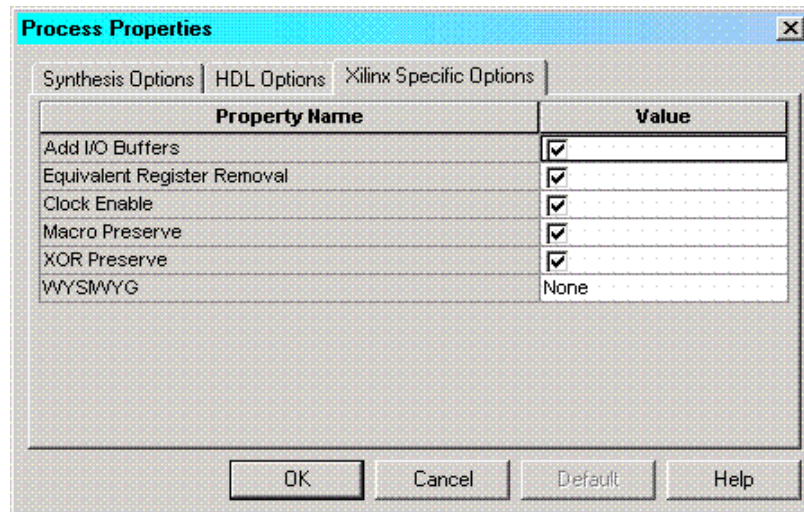 Process Properties
Synthesis Options HDL Options Xilinx Specific Options
Property Name Value
Add I/O Buffers
Equivalent Register Removal
Clock Enable
Macro Preserve
XOR Preserve
WYSIWYG None
OK Cancel Default Help